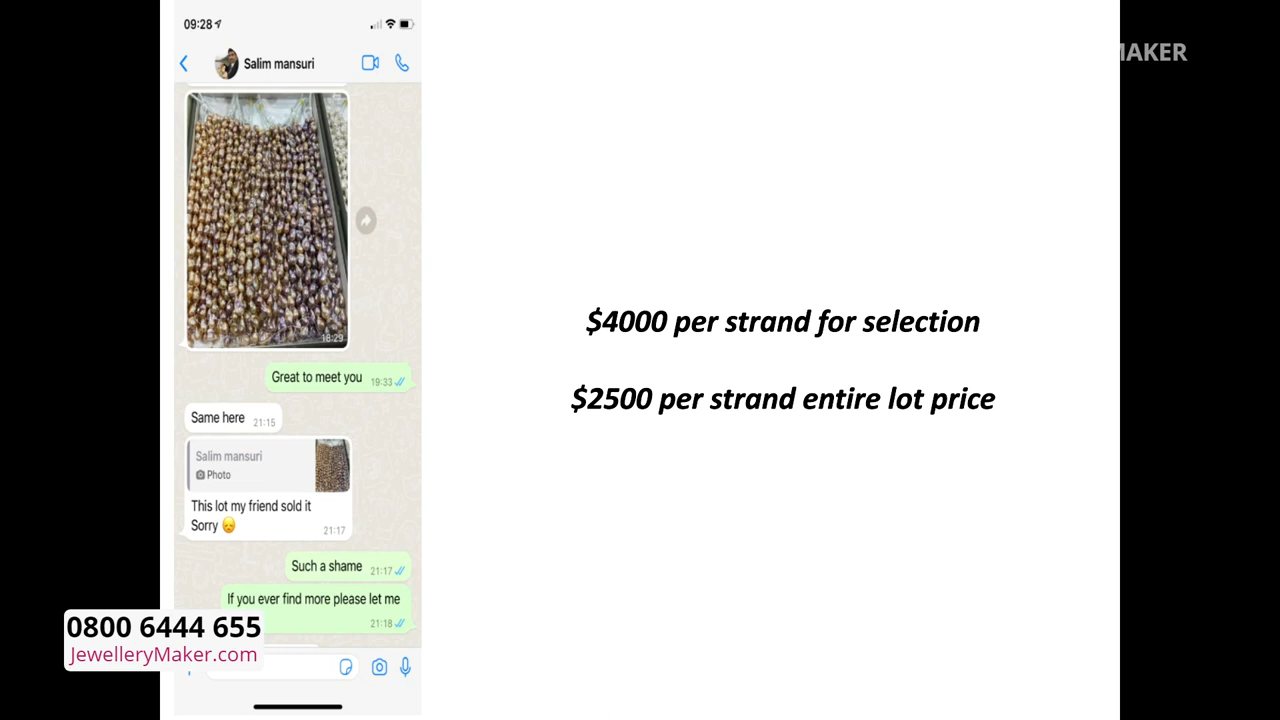 09:28
Salim mansuri
18:29
Great to meet you 19:33
Same here 21:15
Salim mansuri
Photo
This lot my friend sold it
Sorry 😞
21:17
Such a shame 21:17
If you ever find more please let me
21:18
$4000 per strand for selection
$2500 per strand entire lot price
MAKER
0800 6444 655
JewelleryMaker.com